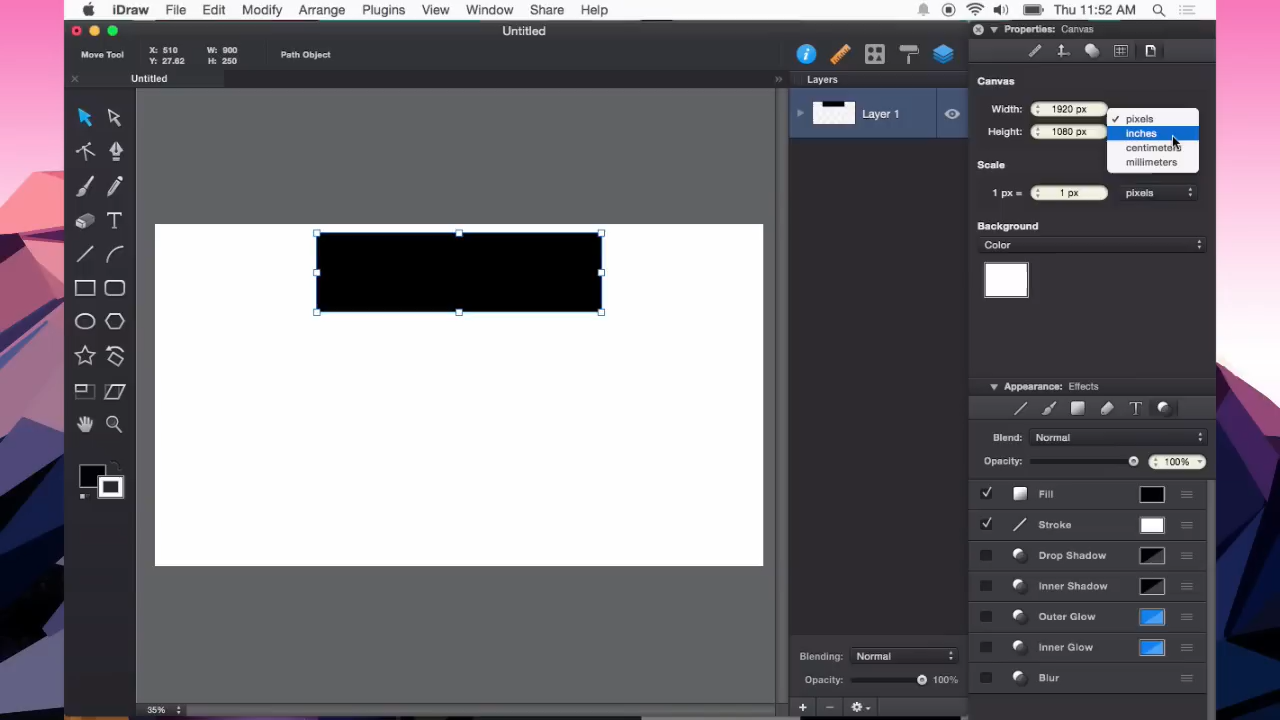 iDraw File Edit Modify Arrange Plugins View Window Share Help Thu 11:52 AM
Untitled
Properties: Canvas
Move Tool X: 510 W: 900 Path Object
Y: 27.62 H: 250
Untitled
Layers
Layer 1
Canvas
Width: 1920 px
Height: 1080 px
pixels
inches
centimeters
millimeters
Scale
1 px = 1 px pixels
Background
Color
Appearance: Effects
Blend: Normal
Opacity: 100%
Fill
Stroke
Drop Shadow
Inner Shadow
Outer Glow
Inner Glow
Blur
Blending: Normal
Opacity: 100%
35%